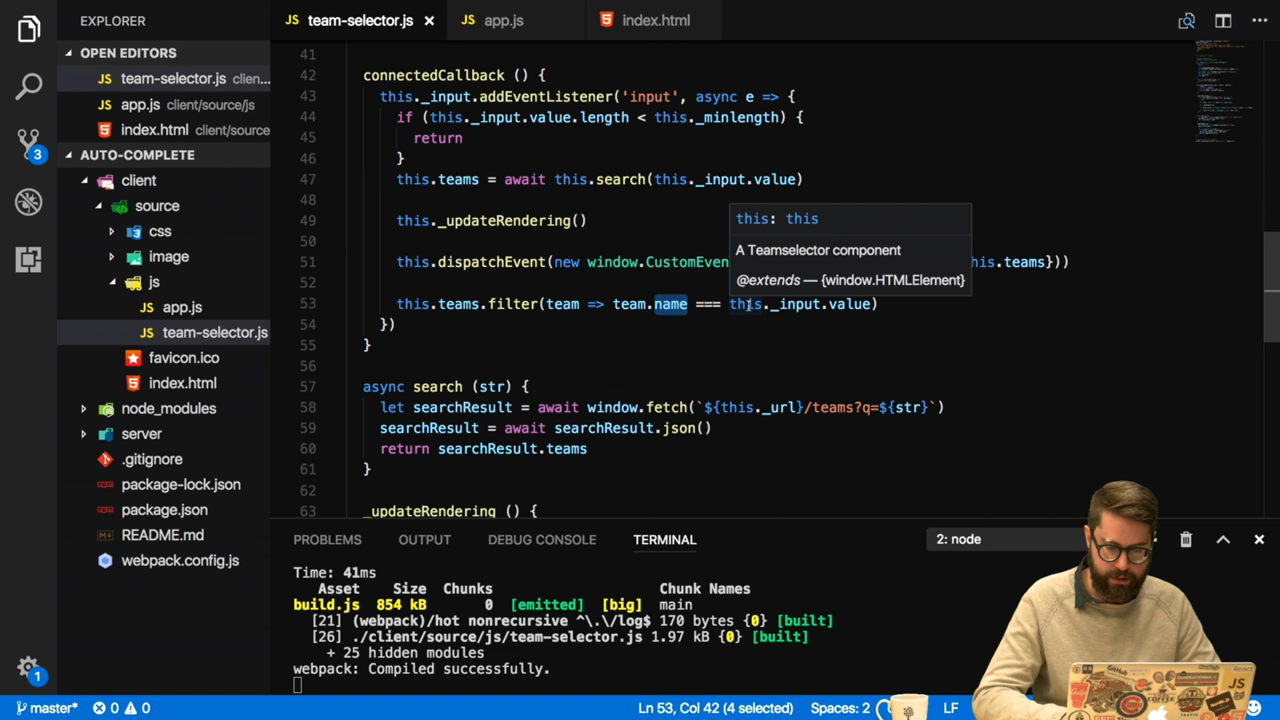 EXPLORER
OPEN EDITORS
JS team-selector.js clien...
JS app.js client/source/js
index.html client/source
AUTO-COMPLETE
client
source
css
image
js
JS app.js
JS team-selector.js
favicon.ico
index.html
node_modules
server
.gitignore
package-lock.json
package.json
README.md
webpack.config.js
3
1
JS team-selector.js ×
JS app.js
index.html
41
42 connectedCallback () {
43 this._input.addEventListener('input', async e => {
44 if (this._input.value.length < this._minlength) {
45 return
46 }
47 this.teams = await this.search(this._input.value)
48
49 this._updateRendering()
50
51 this.dispatchEvent(new window.CustomEven
his.teams}))
52
53 this.teams.filter(team => team.name === this._input.value)
54 })
55 }
56
57 async search (str) {
58 let searchResult = await window.fetch(`${this._url}/teams?q=${str}`)
59 searchResult = await searchResult.json()
60 return searchResult.teams
61 }
62
63 _updateRendering () {
this: this
A Teamselector component
@extends — {window.HTMLElement}
PROBLEMS OUTPUT DEBUG CONSOLE TERMINAL 2: node
Time: 41ms
Asset Size Chunks Chunk Names
build.js 854 kB 0 [emitted] [big] main
[21] (webpack)/hot nonrecursive ^\.\/log$ 170 bytes {0} [built]
[26] ./client/source/js/team-selector.js 1.97 kB {0} [built]
+ 25 hidden modules
webpack: Compiled successfully.
master* 0 0 Ln 53, Col 42 (4 selected) Spaces: 2 LF
GitHub
React
JS